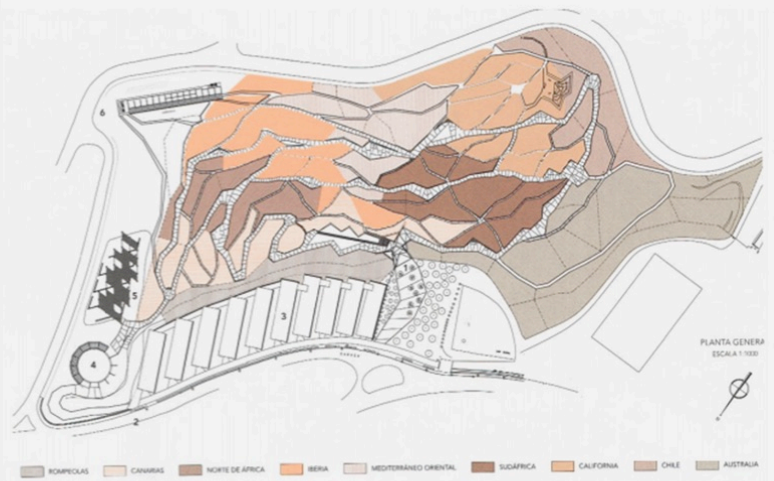 6
5
3
4
2
PLANTA GENERA
ESCALA 1:1000
ROMPEOLAS
CANARIAS
NORTE DE ÁFRICA
IBERIA
MEDITERRÁNEO ORIENTAL
SUDÁFRICA
CALIFORNIA
CHILE
AUSTRALIA